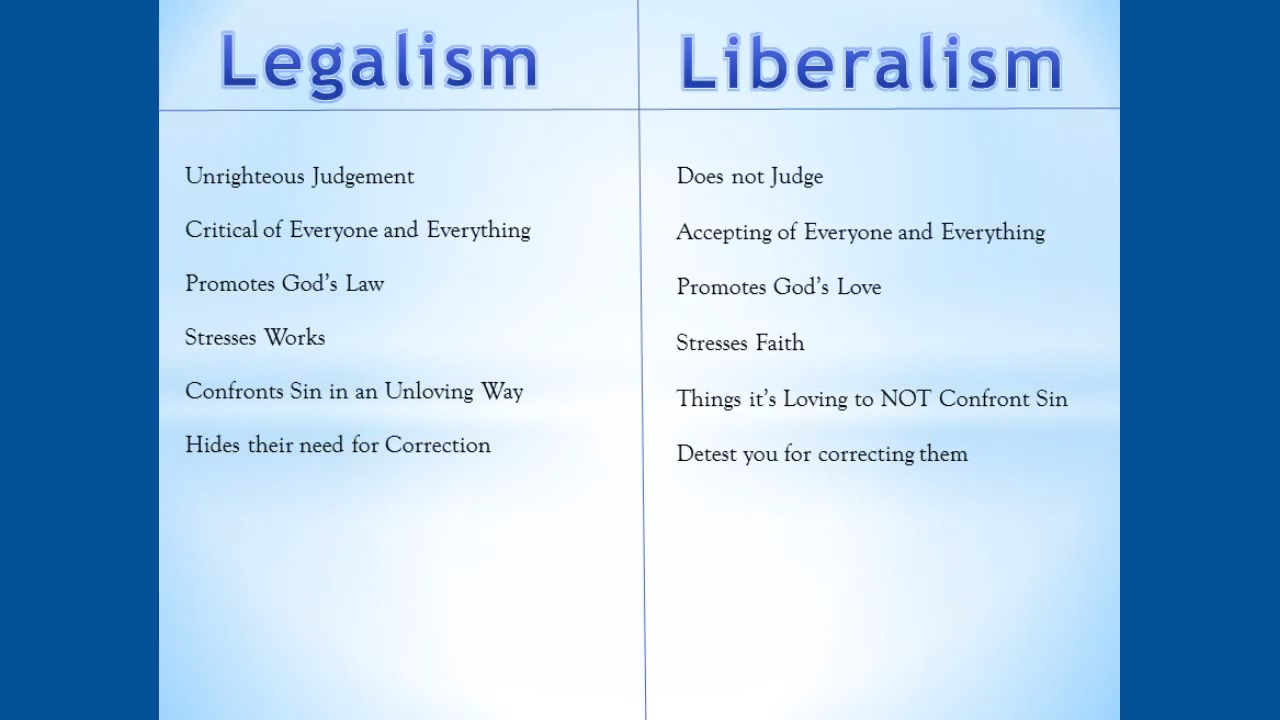 Legalism
Liberalism
Unrighteous Judgement
Does not Judge
Critical of Everyone and Everything
Accepting of Everyone and Everything
Promotes God’s Law
Promotes God’s Love
Stresses Works
Stresses Faith
Confronts Sin in an Unloving Way
Things it’s Loving to NOT Confront Sin
Hides their need for Correction
Detest you for correcting them